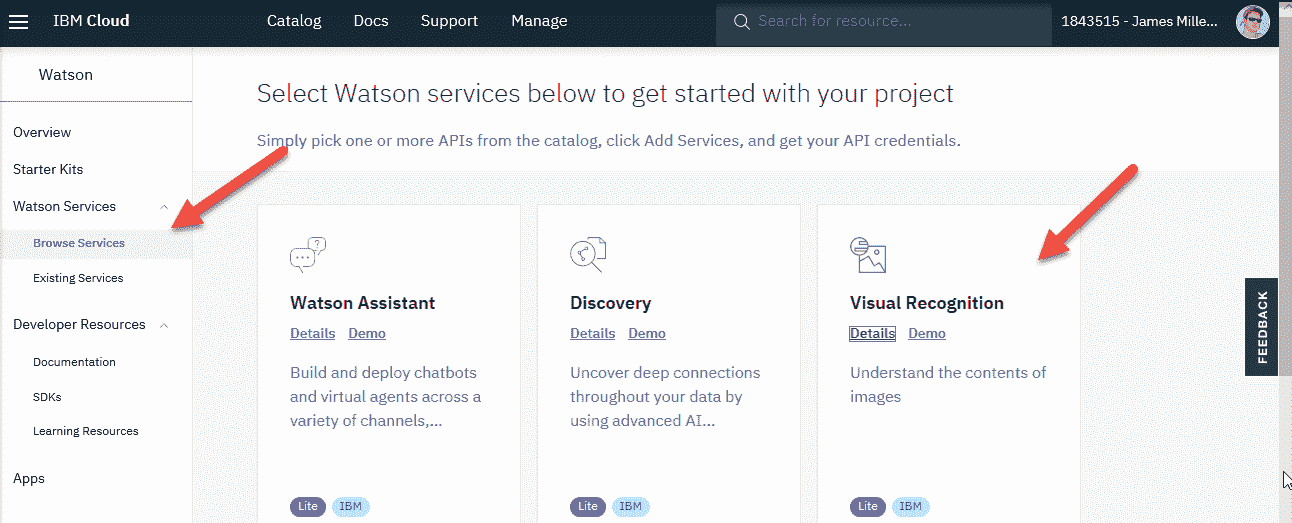 IBM Cloud
Catalog
Docs
Support
Manage
Search for resource...
1843515 - James Mille...
Watson
Overview
Starter Kits
Watson Services
Browse Services
Existing Services
Developer Resources
Documentation
SDKs
Learning Resources
Apps
Select Watson services below to get started with your project
Simply pick one or more APIs from the catalog, click Add Services, and get your API credentials.
?
Watson Assistant
Details Demo
Build and deploy chatbots
and virtual agents across a
variety of channels,...
Lite IBM
Discovery
Details Demo
Uncover deep connections
throughout your data by
using advanced AI...
Lite IBM
Visual Recognition
Details Demo
Understand the contents of
images
Lite IBM
FEEDBACK